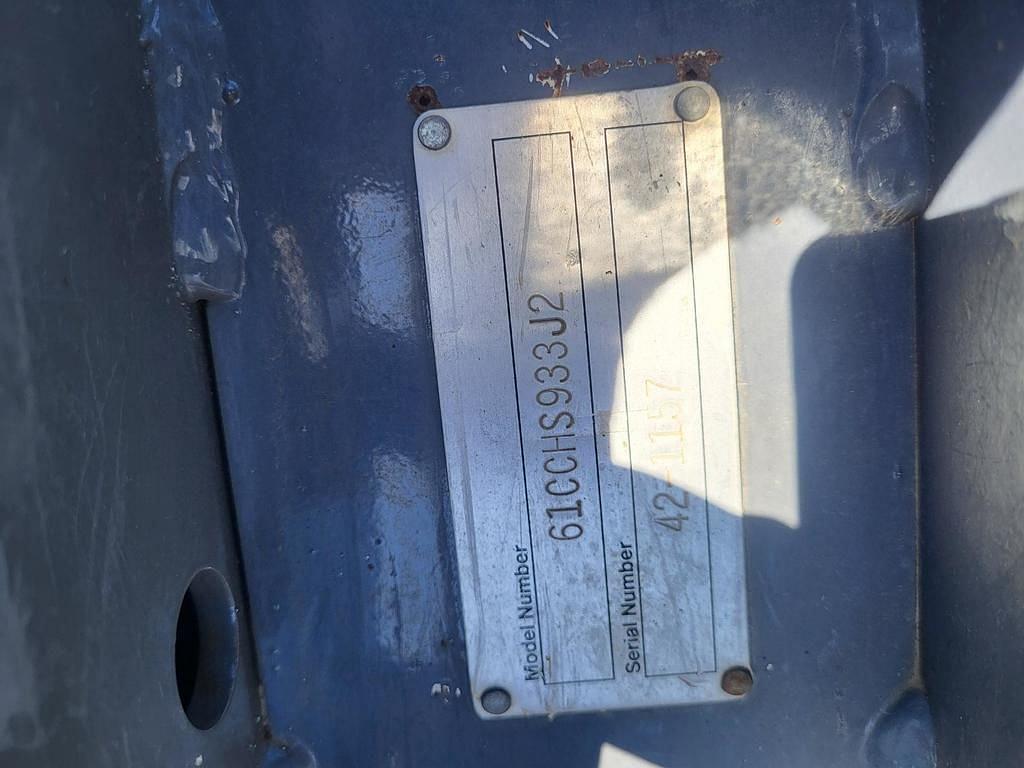 Model Number
61CCHS933J2
Serial Number
42-1157